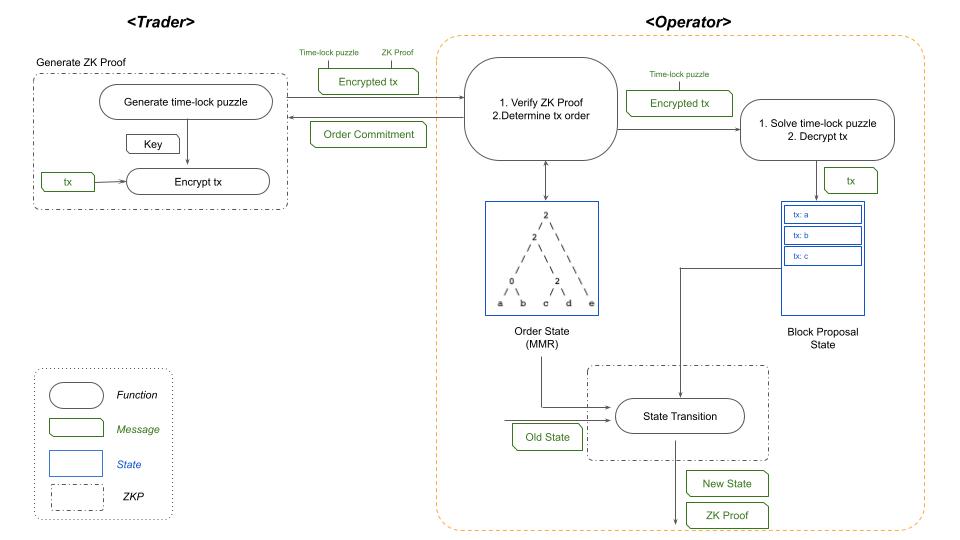 <Trader>
<Operator>
Generate ZK Proof
Generate time-lock puzzle
Key
tx
Encrypt tx
Time-lock puzzle
ZK Proof
Encrypted tx
Order Commitment
1. Verify ZK Proof
2.Determine tx order
Time-lock puzzle
Encrypted tx
1. Solve time-lock puzzle
2. Decrypt tx
tx
2
2
0 2
a b c d e
Order State
(MMR)
tx: a
tx: b
tx: c
Block Proposal
State
State Transition
Old State
New State
ZK Proof
Function
Message
State
ZKP